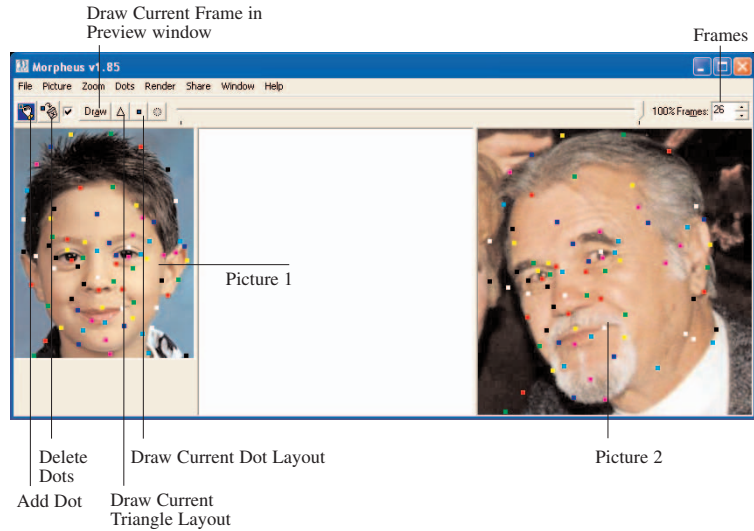 Draw Current Frame in
Preview window
Frames
Morpheus v1.85
File Picture Zoom Dots Render Share Window Help
Draw 100% Frames: 26
Picture 1
Delete
Dots
Draw Current Dot Layout
Picture 2
Add Dot
Draw Current
Triangle Layout